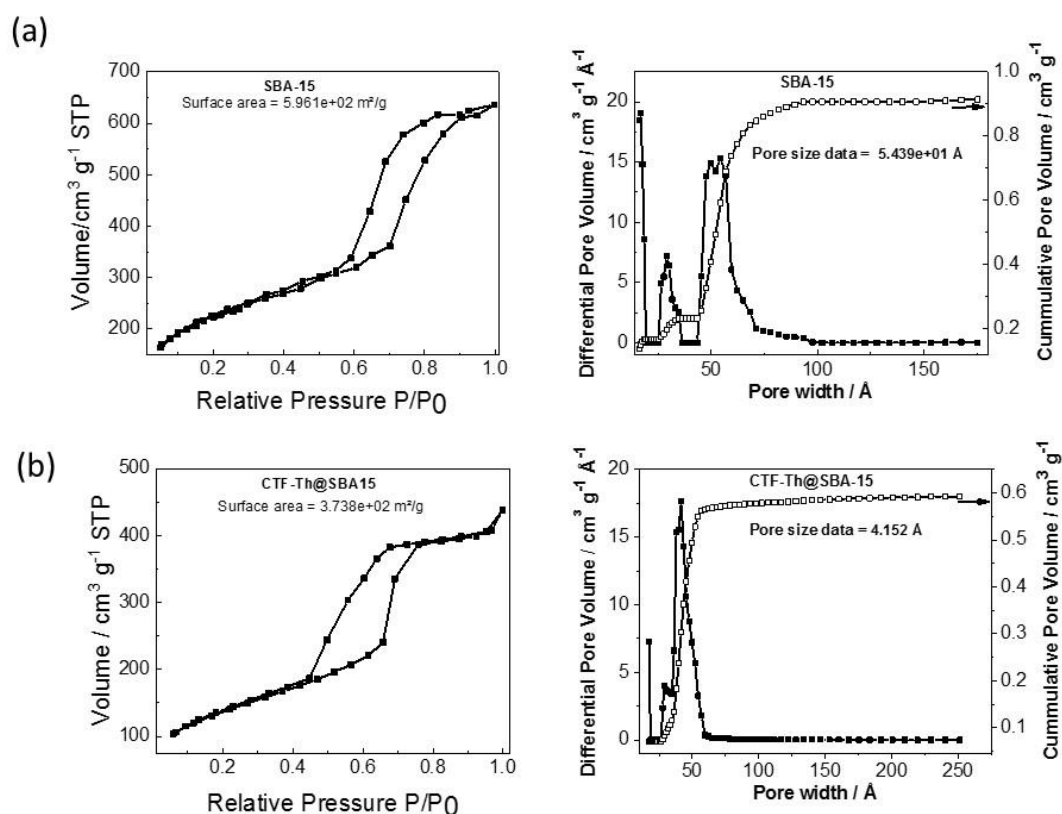 (a)
SBA-15
Surface area = 5.961e+02 m²/g
Volume/cm³ g⁻¹ STP
700
600
500
400
300
200
0.2 0.4 0.6 0.8 1.0
Relative Pressure P/P0
SBA-15
Pore size data = 5.439e+01 Å
Differential Pore Volume / cm³ g⁻¹ Å⁻¹
20
15
10
5
0
50 100 150
Pore width / Å
1.0
0.8
0.6
0.4
0.2
Cummulative Pore Volume / cm³ g⁻¹
(b)
CTF-Th@SBA15
Surface area = 3.738e+02 m²/g
Volume / cm³ g⁻¹ STP
500
400
300
200
100
0.2 0.4 0.6 0.8 1.0
Relative Pressure P/P0
CTF-Th@SBA-15
Pore size data = 4.152 Å
Differential Pore Volume / cm³ g⁻¹ Å⁻¹
20
15
10
5
0
50 100 150 200 250
Pore width / Å
0.6
0.5
0.4
0.3
0.2
0.1
Cummulative Pore Volume / cm³ g⁻¹